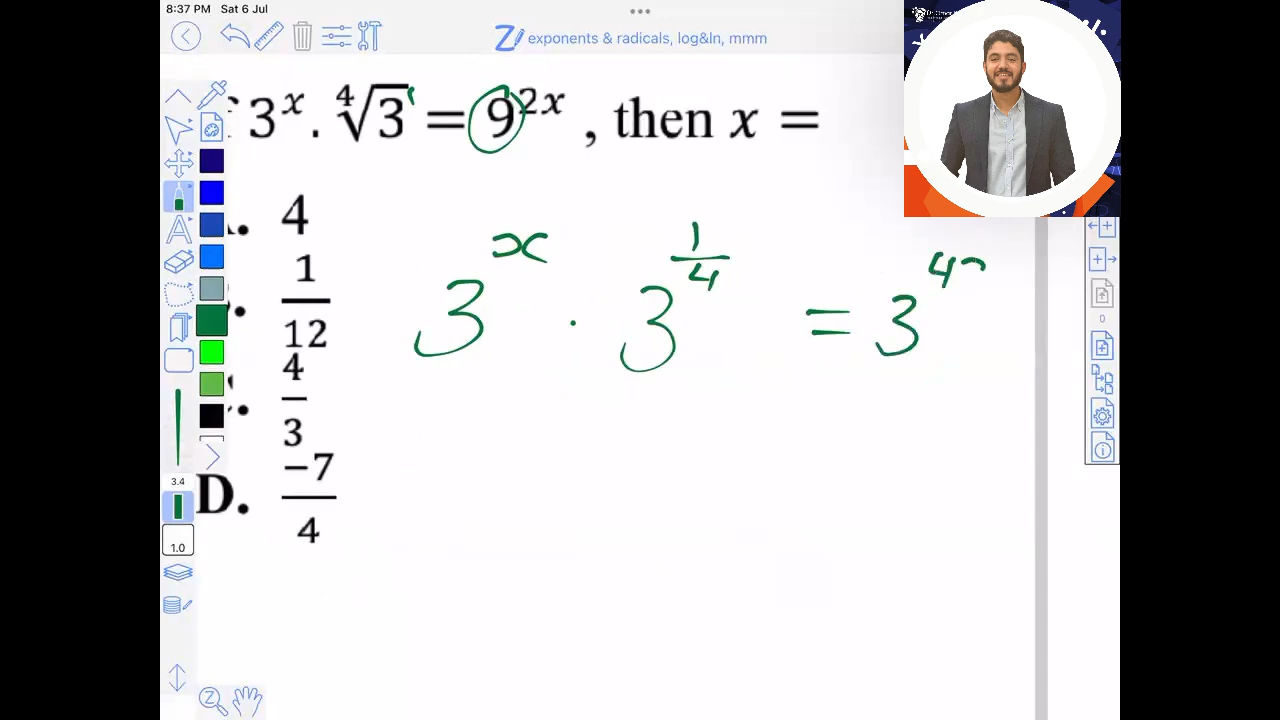 8:37 PM Sat 6 Jul
exponents & radicals, log&ln, mmm
3^x . ∜3 = 9^{2x} , then x =
4
1/12
4/3
D. -7/4
3^x · 3^{1/4} = 3^4
3.4
1.0
0